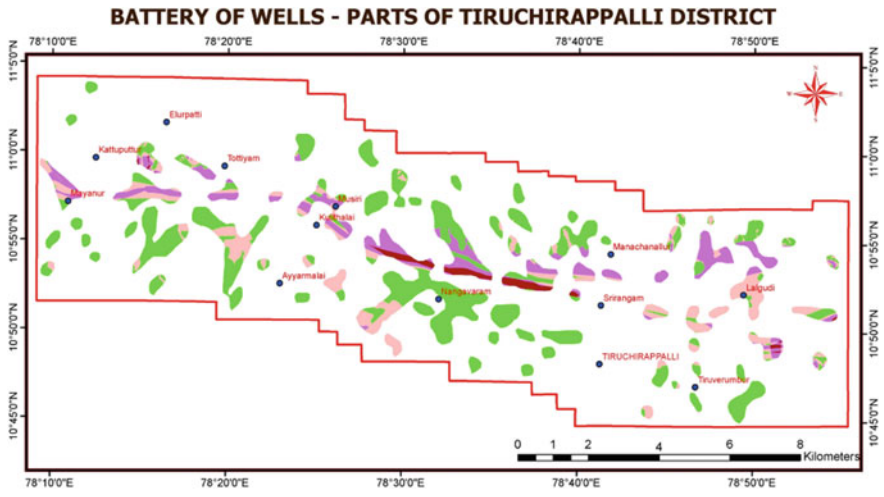 BATTERY OF WELLS - PARTS OF TIRUCHIRAPPALLI DISTRICT
78°10'0"E 78°20'0"E 78°30'0"E 78°40'0"E 78°50'0"E
11°5'0"N 11°5'0"N
Elurpatti
11°0'0"N 11°0'0"N
Kattuputtur
Tottiyam
Mayanur
Musiri
Kulithalai
10°55'0"N 10°55'0"N
Manachanallur
Ayyarmalai
Nangavaram
Lalgudi
Srirangam
10°50'0"N 10°50'0"N
TIRUCHIRAPPALLI
Tiruverumbur
10°45'0"N 10°45'0"N
0 1 2 4 6 8
Kilometers
78°10'0"E 78°20'0"E 78°30'0"E 78°40'0"E 78°50'0"E